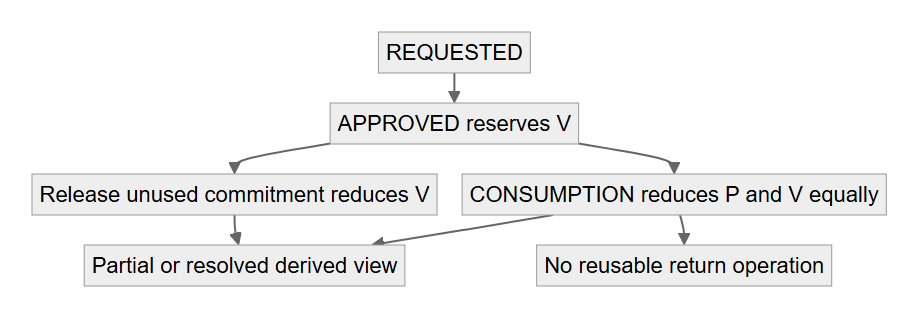 REQUESTED
APPROVED reserves V
Release unused commitment reduces V
CONSUMPTION reduces P and V equally
Partial or resolved derived view
No reusable return operation